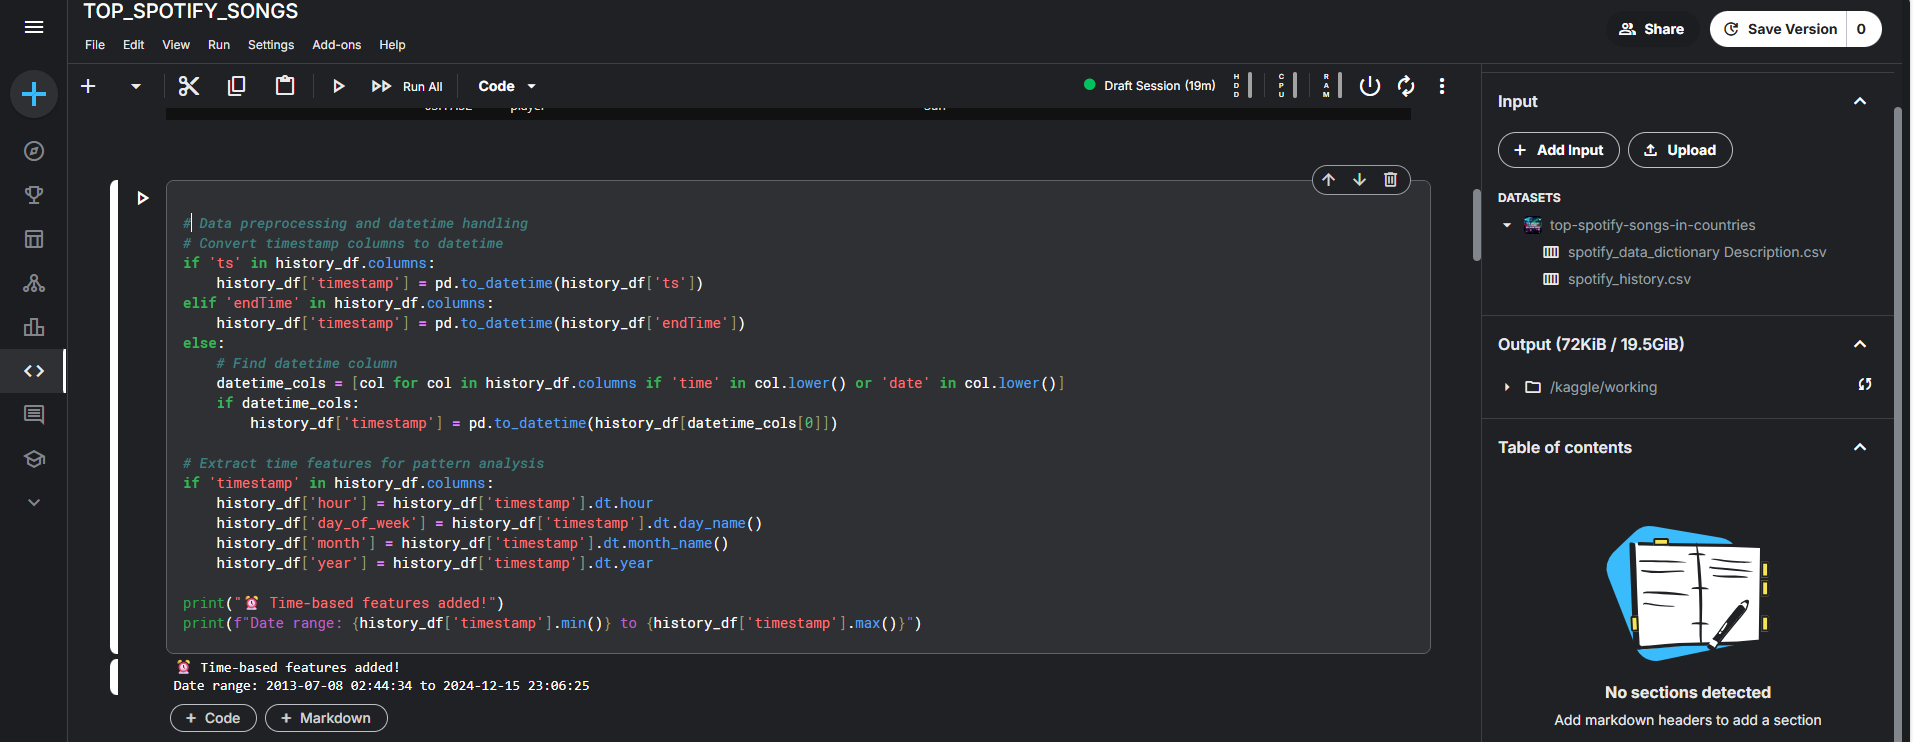 TOP_SPOTIFY_SONGS
File Edit View Run Settings Add-ons Help
Share
Save Version 0
Run All
Code
Draft Session (19m)
HDD
CPU
RAM
player
# Data preprocessing and datetime handling
# Convert timestamp columns to datetime
if 'ts' in history_df.columns:
    history_df['timestamp'] = pd.to_datetime(history_df['ts'])
elif 'endTime' in history_df.columns:
    history_df['timestamp'] = pd.to_datetime(history_df['endTime'])
else:
    # Find datetime column
    datetime_cols = [col for col in history_df.columns if 'time' in col.lower() or 'date' in col.lower()]
    if datetime_cols:
        history_df['timestamp'] = pd.to_datetime(history_df[datetime_cols[0]])
# Extract time features for pattern analysis
if 'timestamp' in history_df.columns:
    history_df['hour'] = history_df['timestamp'].dt.hour
    history_df['day_of_week'] = history_df['timestamp'].dt.day_name()
    history_df['month'] = history_df['timestamp'].dt.month_name()
    history_df['year'] = history_df['timestamp'].dt.year
print("⏰ Time-based features added!")
print(f"Date range: {history_df['timestamp'].min()} to {history_df['timestamp'].max()}")
⏰ Time-based features added!
Date range: 2013-07-08 02:44:34 to 2024-12-15 23:06:25
+ Code + Markdown
Input
+ Add Input Upload
DATASETS
top-spotify-songs-in-countries
spotify_data_dictionary Description.csv
spotify_history.csv
Output (72KiB / 19.5GiB)
/kaggle/working
Table of contents
No sections detected
Add markdown headers to add a section